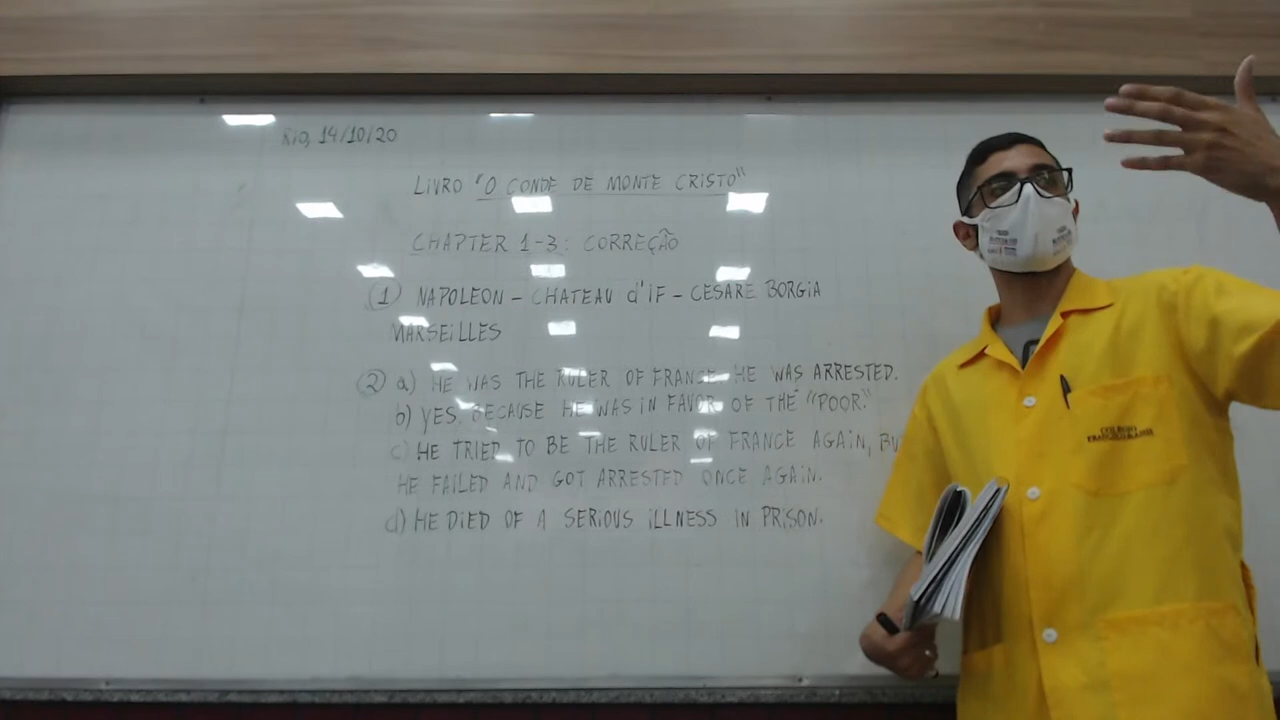 Rio, 14/10/20
LIVRO "O CONDE DE MONTE CRISTO"
CHAPTER 1-3: CORREÇÃO
① NAPOLEON - CHATEAU d'IF - CESARE BORGIA
MARSEILLES
② a) HE WAS THE RULER OF FRANCE. HE WAS ARRESTED.
b) YES. BECAUSE HE WAS IN FAVOR OF THE "POOR."
c) HE TRIED TO BE THE RULER OF FRANCE AGAIN, BU
HE FAILED AND GOT ARRESTED ONCE AGAIN.
d) HE DIED OF A SERIOUS ILLNESS IN PRISON.
COLÉGIO